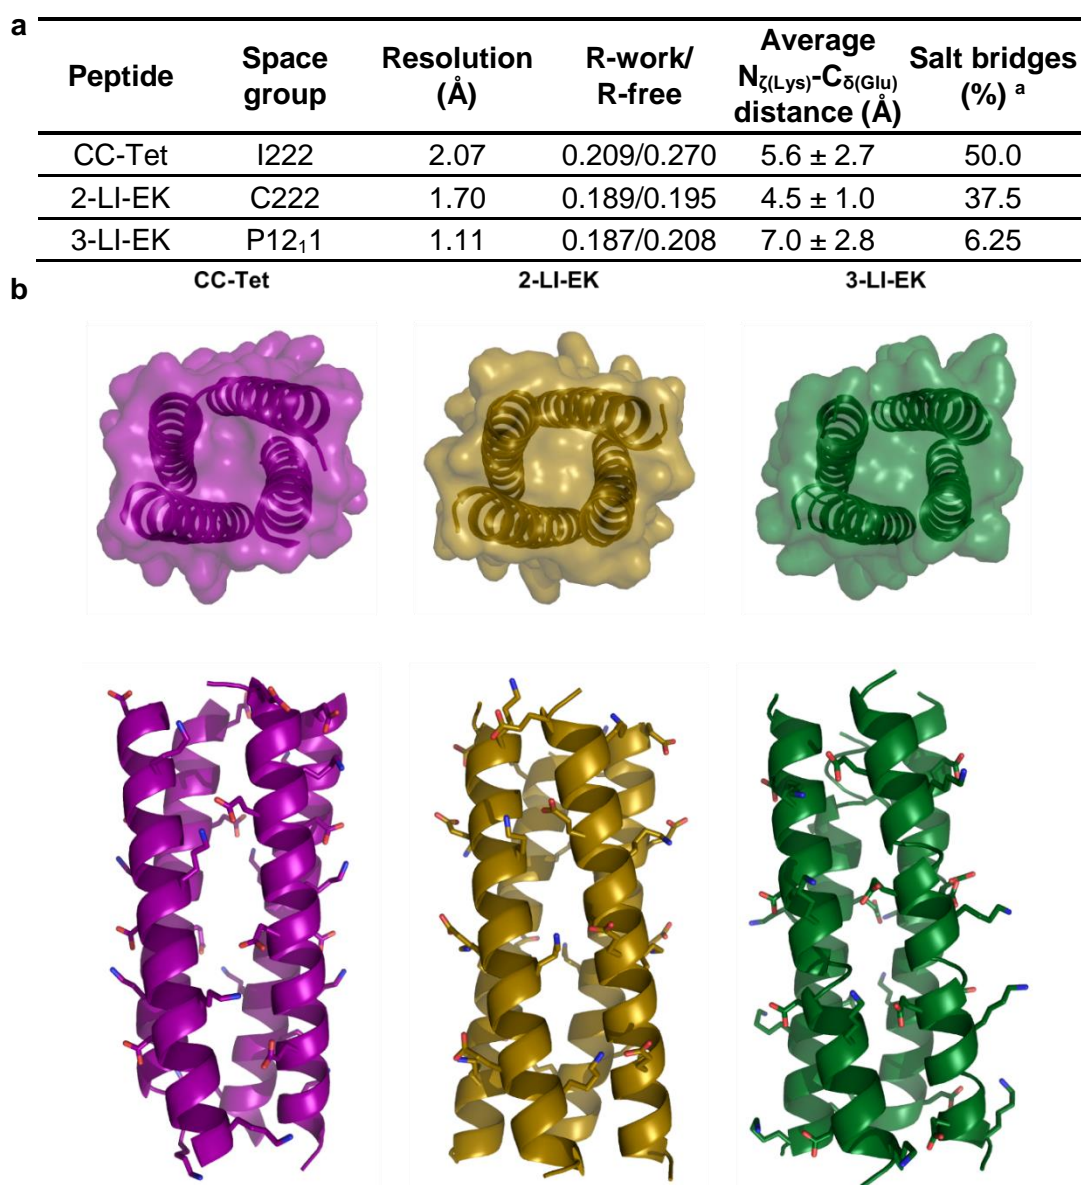 a
Peptide Space group Resolution (Å) R-work/ R-free Average Nζ(Lys)-Cδ(Glu) distance (Å) Salt bridges (%) a
CC-Tet I222 2.07 0.209/0.270 5.6 ± 2.7 50.0
2-LI-EK C222 1.70 0.189/0.195 4.5 ± 1.0 37.5
3-LI-EK P12₁1 1.11 0.187/0.208 7.0 ± 2.8 6.25
b
CC-Tet 2-LI-EK 3-LI-EK